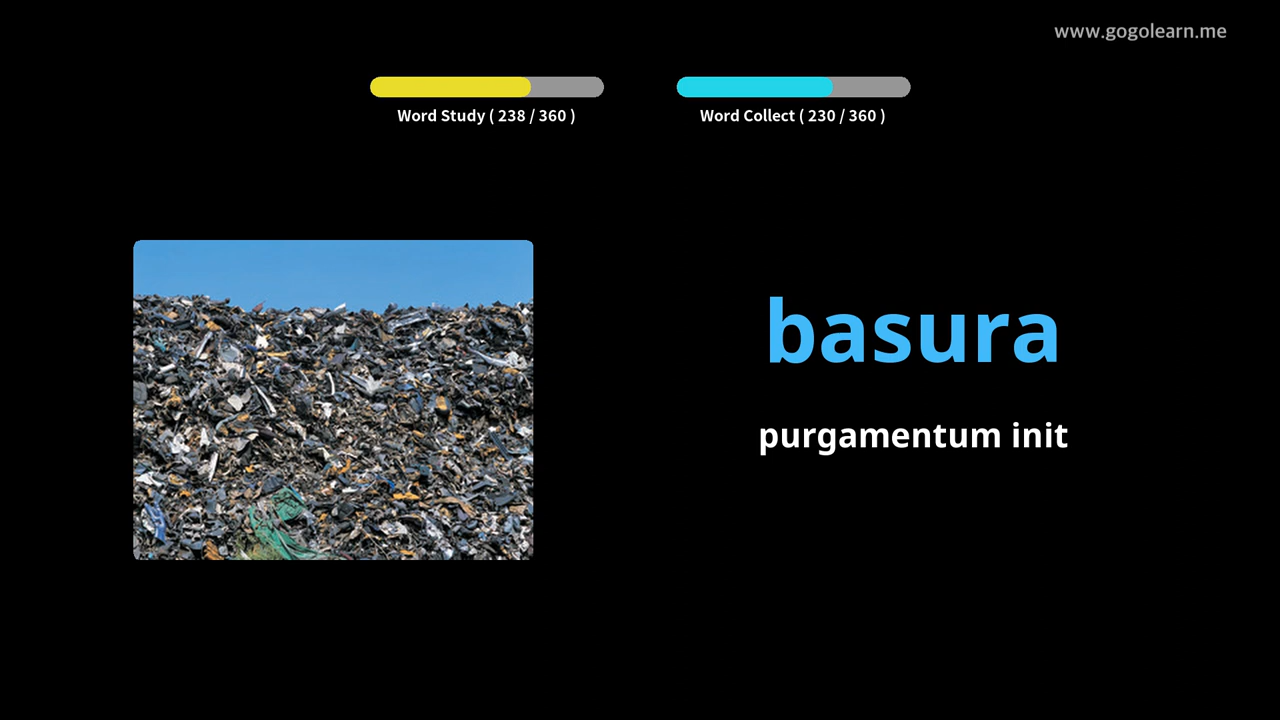 www.gogolearn.me
Word Study ( 238 / 360 )
Word Collect ( 230 / 360 )
basura
purgamentum init